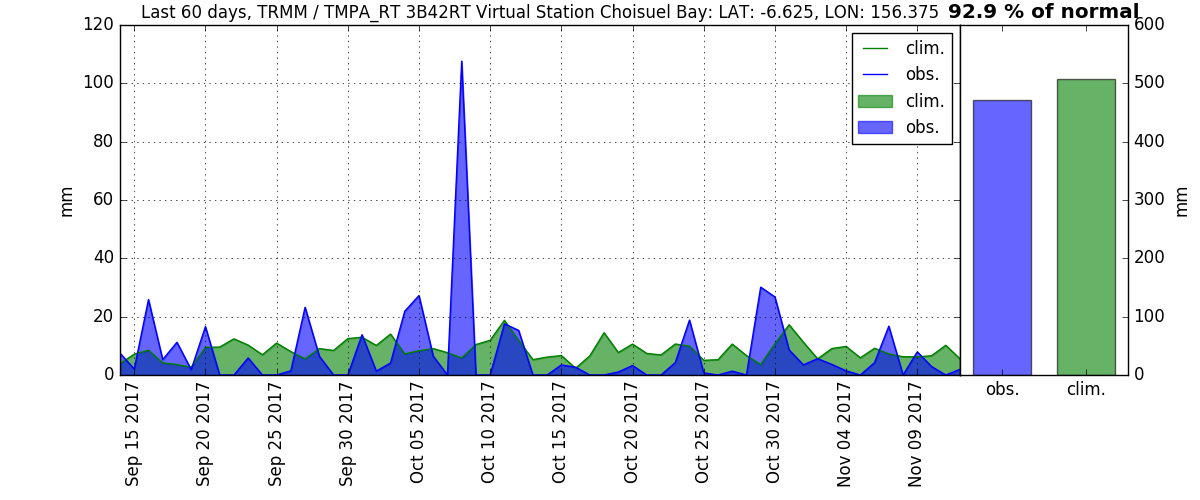 Last 60 days, TRMM / TMPA_RT 3B42RT Virtual Station Choisuel Bay: LAT: -6.625, LON: 156.375 92.9 % of normal
120
100
80
60
40
20
0
mm
clim.
obs.
clim.
obs.
600
500
400
300
200
100
0
mm
Sep 15 2017
Sep 20 2017
Sep 25 2017
Sep 30 2017
Oct 05 2017
Oct 10 2017
Oct 15 2017
Oct 20 2017
Oct 25 2017
Oct 30 2017
Nov 04 2017
Nov 09 2017
obs.
clim.